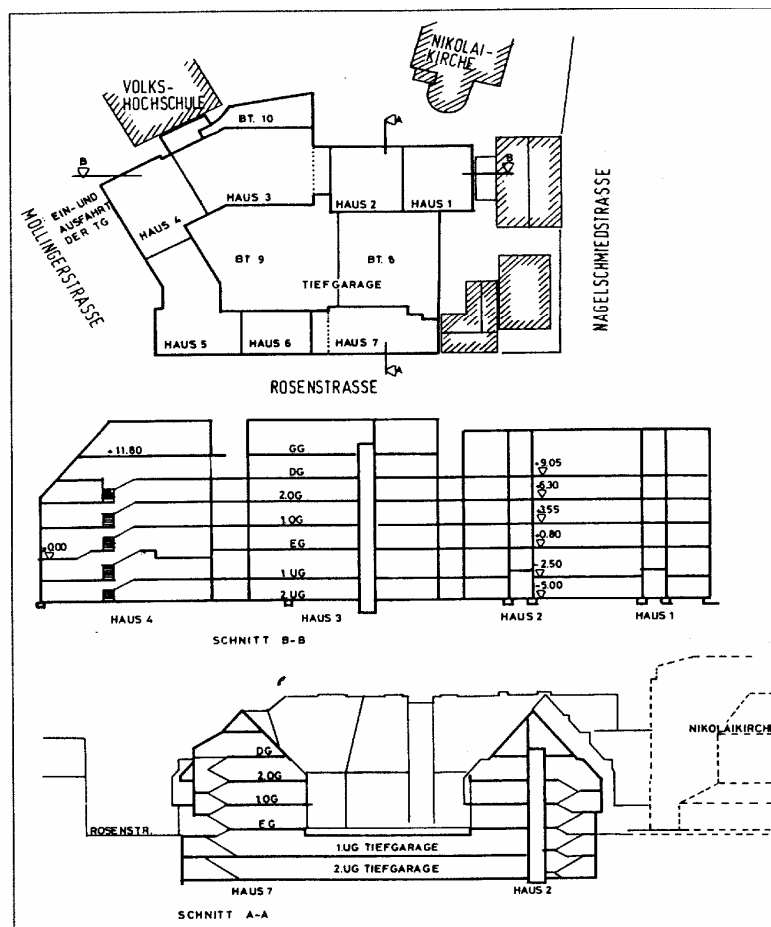 NIKOLAI-
KIRCHE
VOLKS-
HOCHSCHULE
BT. 10
A
B
B
HAUS 3
HAUS 2
HAUS 1
HAUS 4
EIN- UND
AUSFAHRT
DER TG
MOLLINGERSTRASSE
NAGELSCHMIEDSTRASSE
BT 9
BT. 8
TIEFGARAGE
HAUS 5
HAUS 6
HAUS 7
A
ROSENSTRASSE
+ 11.80
GG
DG
+9.05
2.OG
+6.30
1.OG
+3.55
±0.00
EG
+0.80
1.UG
- 2.50
2.UG
-5.00
HAUS 4
HAUS 3
HAUS 2
HAUS 1
SCHNITT B-B
NIKOLAIKIRCHE
DG
2.OG
1.OG
ROSENSTR.
EG
1.UG TIEFGARAGE
2.UG TIEFGARAGE
HAUS 7
HAUS 2
SCHNITT A-A